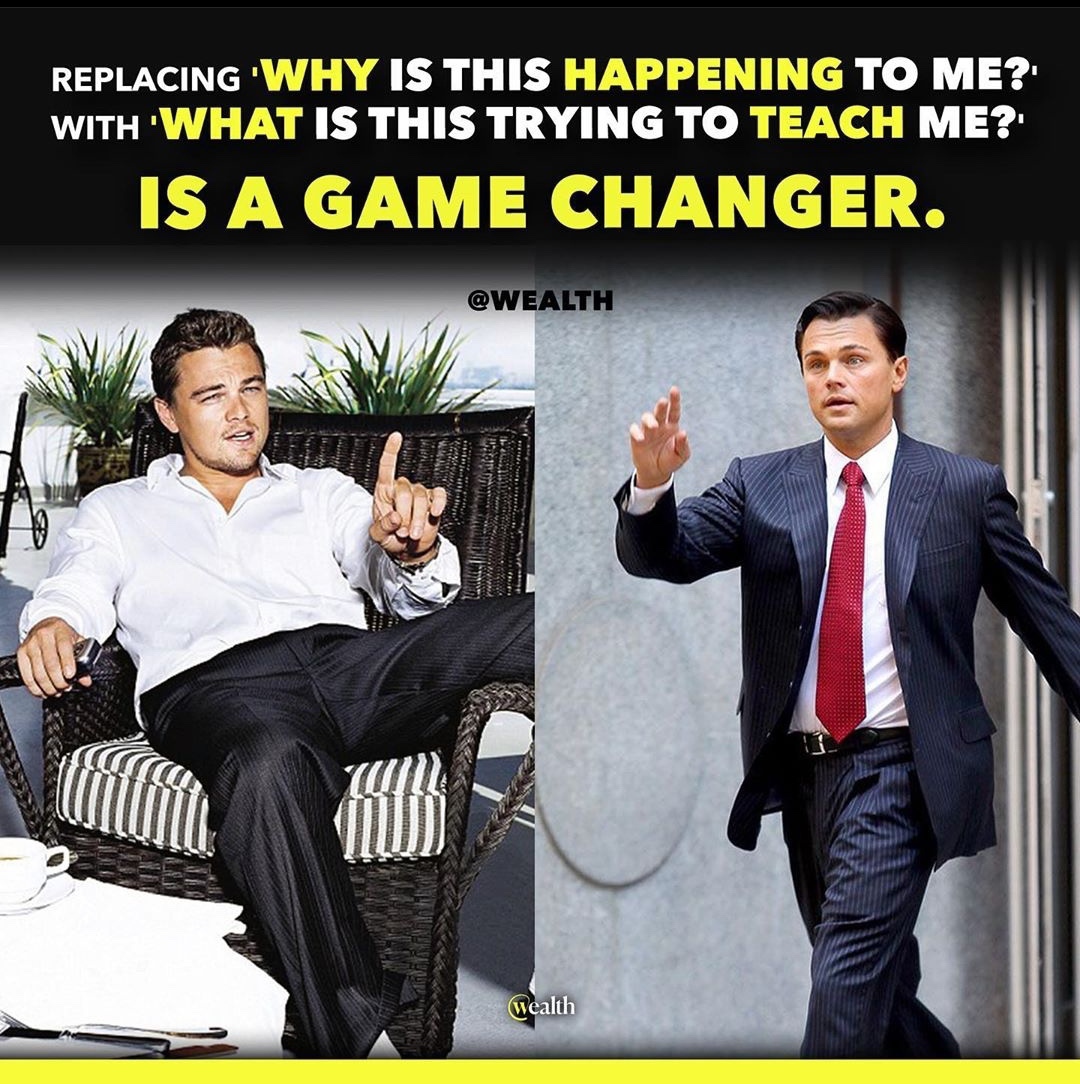 REPLACING 'WHY IS THIS HAPPENING TO ME?'
WITH 'WHAT IS THIS TRYING TO TEACH ME?'
IS A GAME CHANGER.
@WEALTH
@wealth